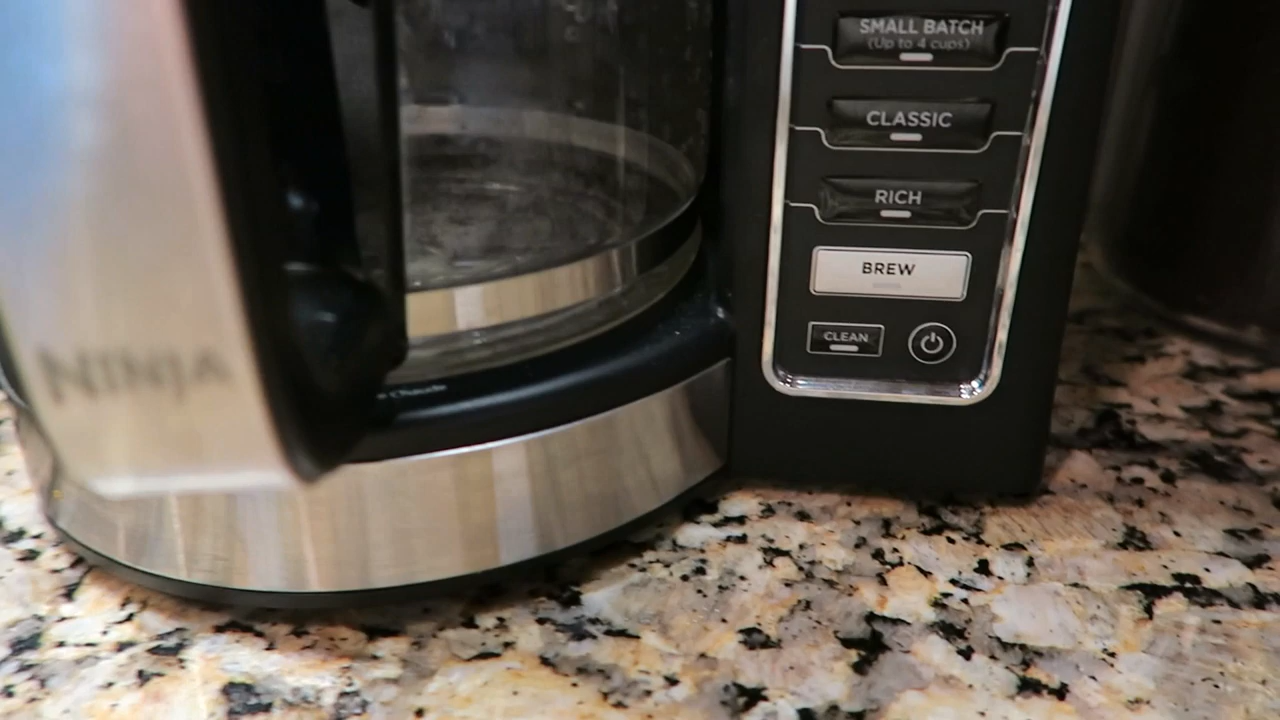 SMALL BATCH
(Up to 4 cups)
CLASSIC
RICH
BREW
CLEAN
NINJA